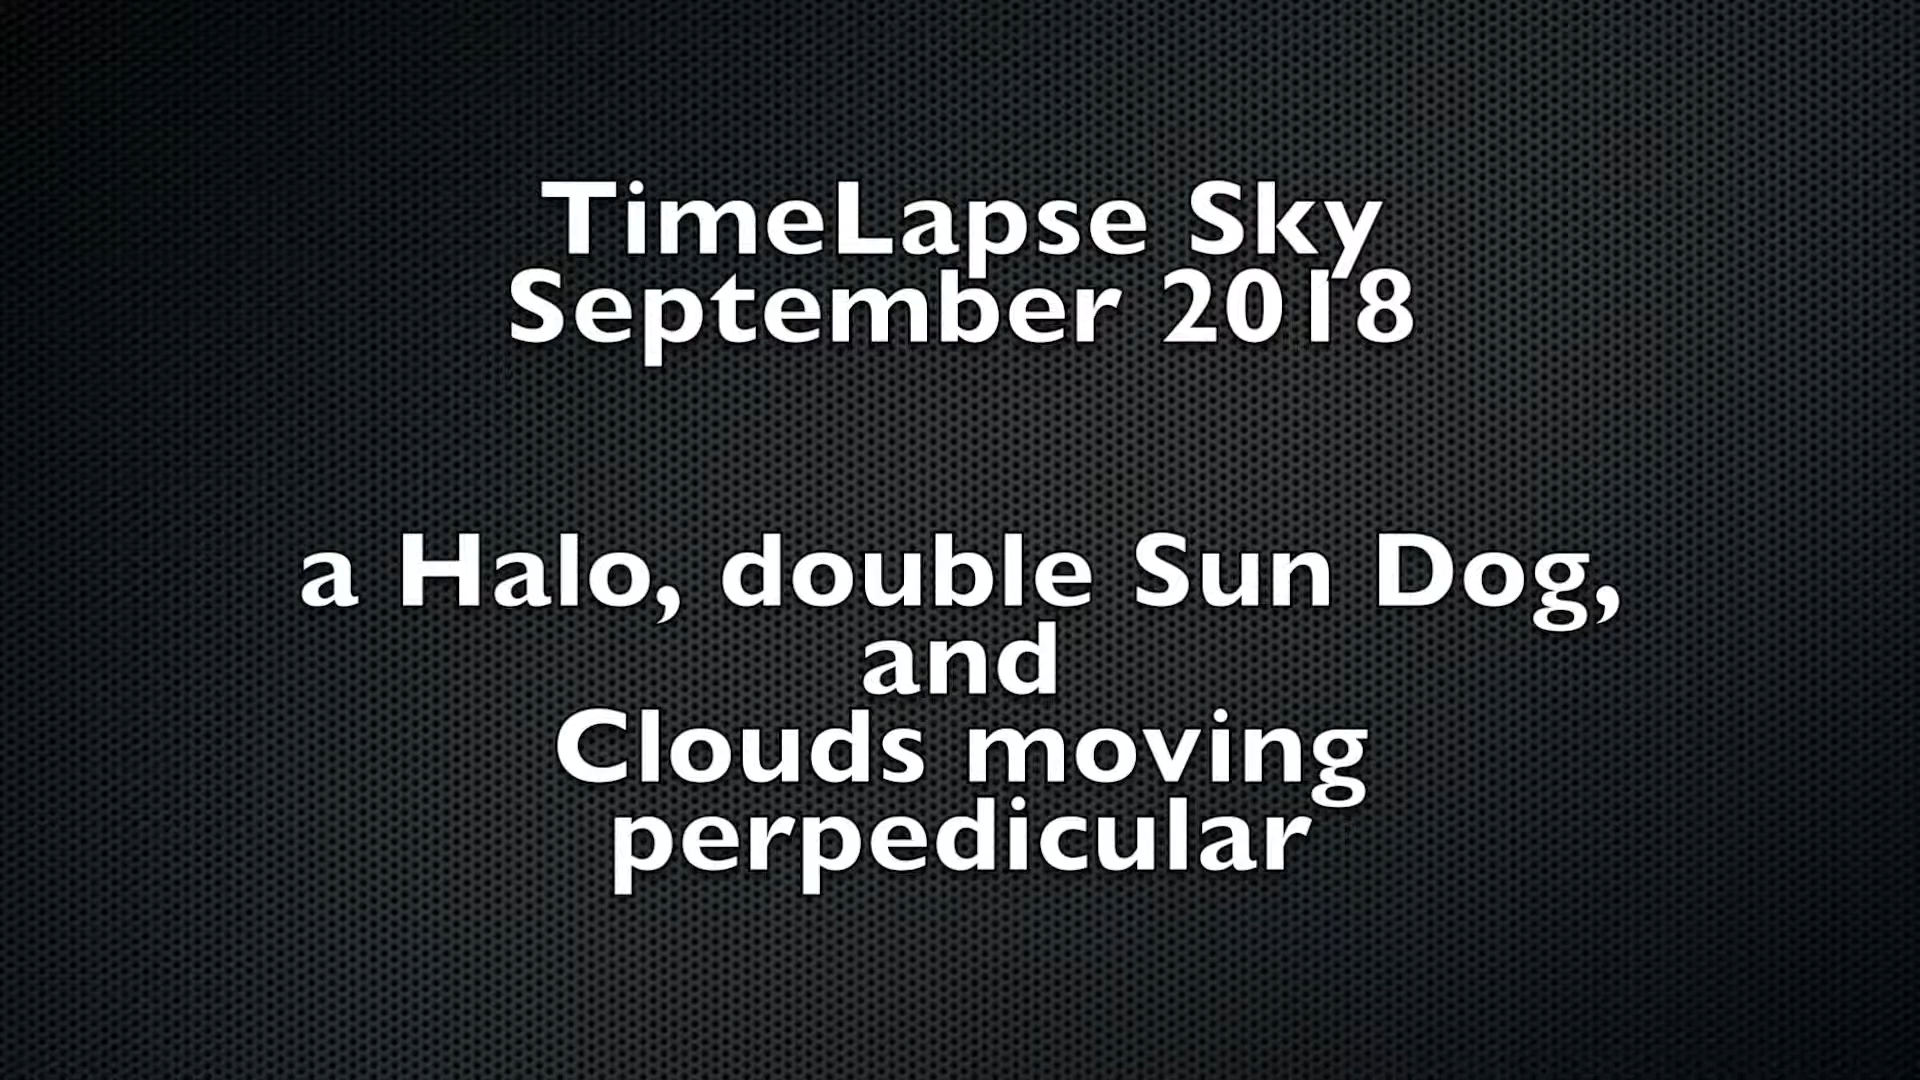 TimeLapse Sky
September 2018
a Halo, double Sun Dog,
and
Clouds moving
perpedicular